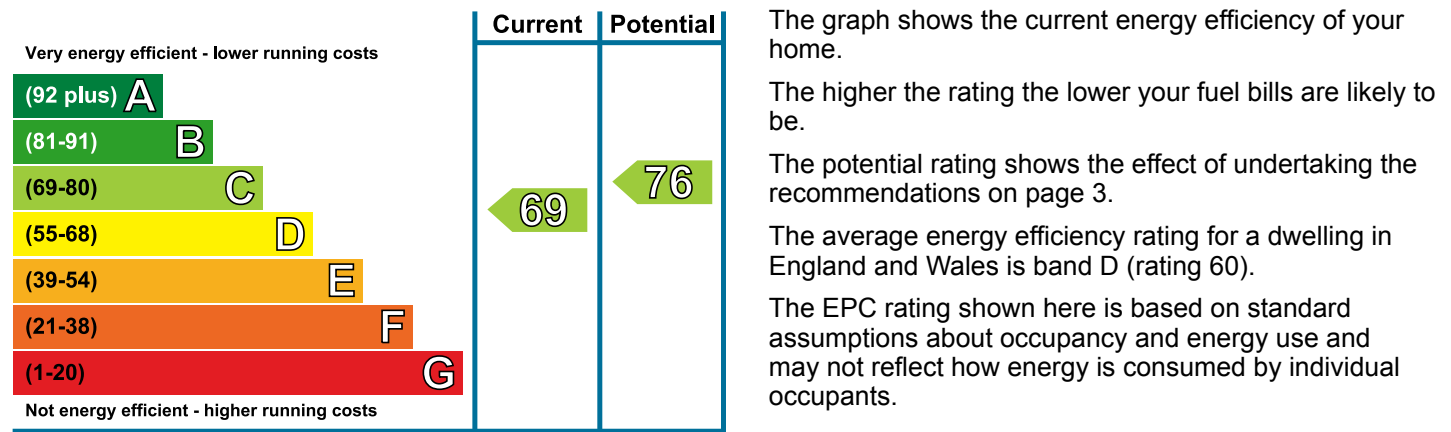 Current Potential
Very energy efficient - lower running costs
(92 plus) A
(81-91) B
(69-80) C
(55-68) D
(39-54) E
(21-38) F
(1-20) G
Not energy efficient - higher running costs
69
76
The graph shows the current energy efficiency of your
home.
The higher the rating the lower your fuel bills are likely to
be.
The potential rating shows the effect of undertaking the
recommendations on page 3.
The average energy efficiency rating for a dwelling in
England and Wales is band D (rating 60).
The EPC rating shown here is based on standard
assumptions about occupancy and energy use and
may not reflect how energy is consumed by individual
occupants.